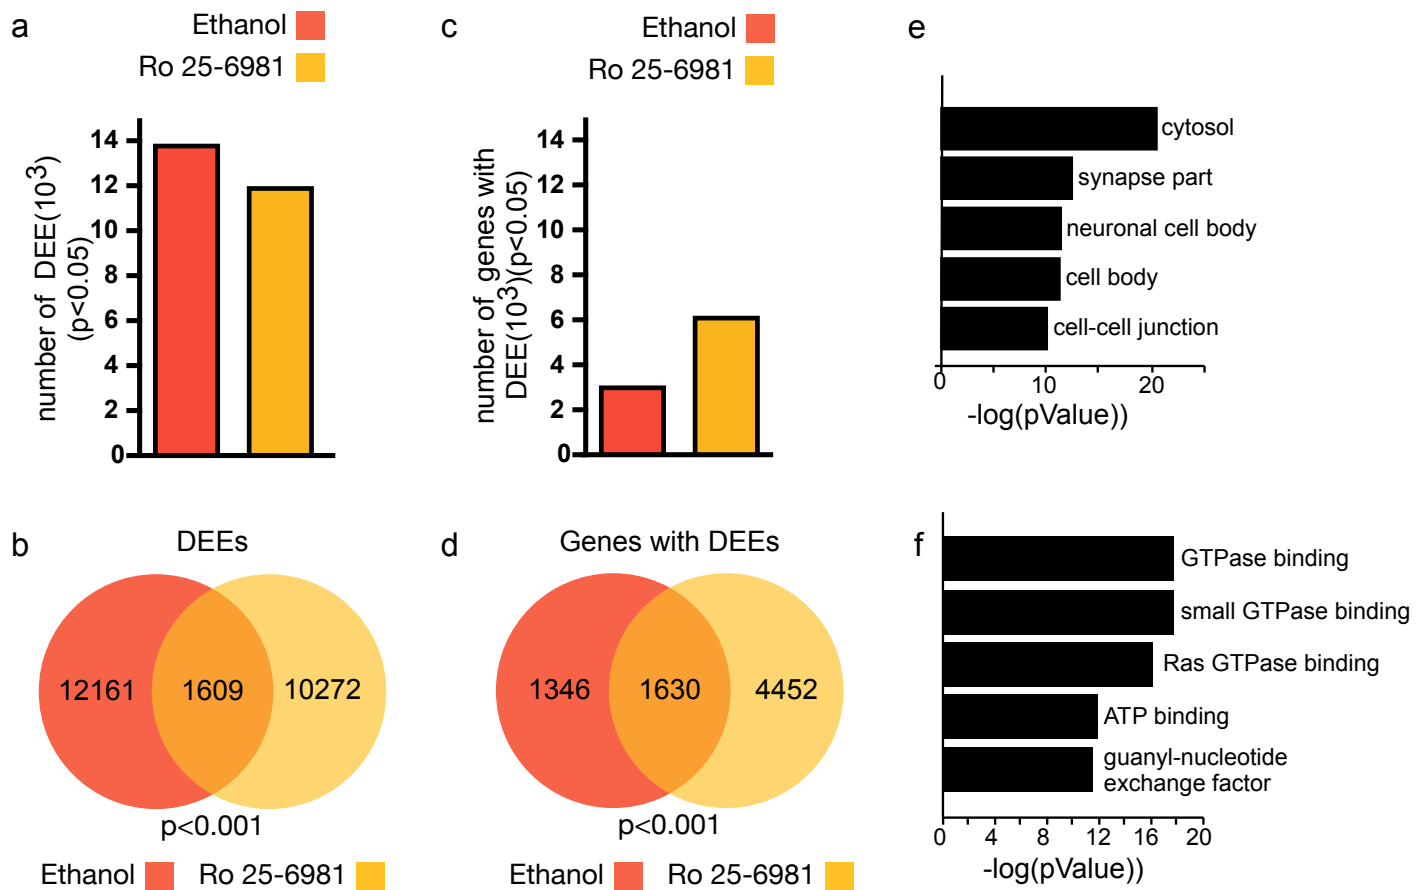 a
Ethanol
Ro 25-6981
number of DEE(10³)
(p<0.05)
14
12
10
8
6
4
2
0
b
DEEs
12161
1609
10272
p<0.001
Ethanol
Ro 25-6981
c
Ethanol
Ro 25-6981
number of genes with
DEE(10³)(p<0.05)
14
12
10
8
6
4
2
0
d
Genes with DEEs
1346
1630
4452
p<0.001
Ethanol
Ro 25-6981
e
cytosol
synapse part
neuronal cell body
cell body
cell-cell junction
0
10
20
-log(pValue))
f
GTPase binding
small GTPase binding
Ras GTPase binding
ATP binding
guanyl-nucleotide
exchange factor
0
4
8
12
16
20
-log(pValue))